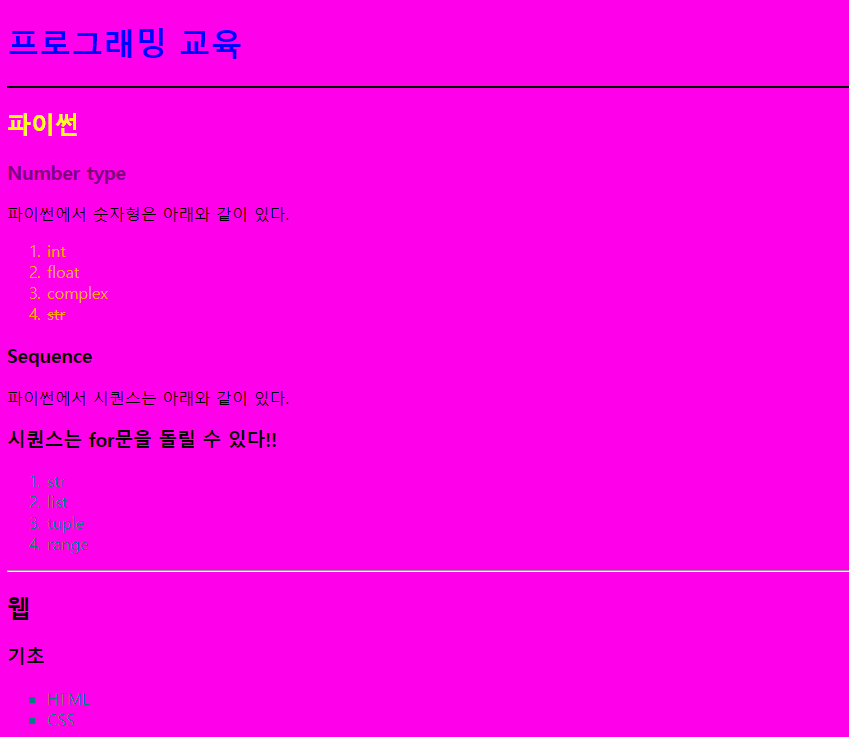 프로그래밍 교육
파이썬
Number type
파이썬에서 숫자형은 아래와 같이 있다.
1. int
2. float
3. complex
4. str
Sequence
파이썬에서 시퀀스는 아래와 같이 있다.
시퀀스는 for문을 돌릴 수 있다!!
1. str
2. list
3. tuple
4. range
웹
기초
HTML
CSS